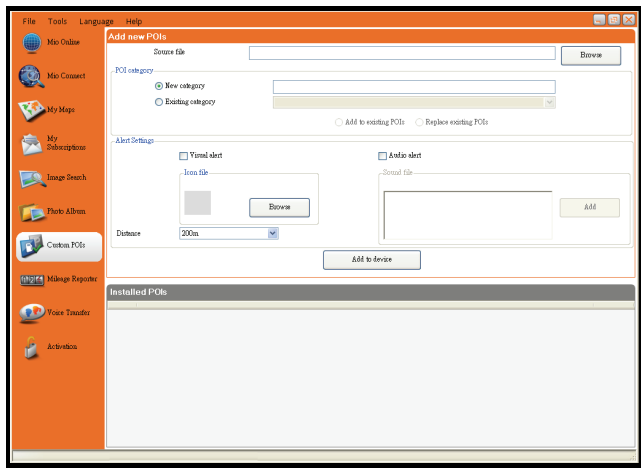 File Tools Language Help
Mio Online
Mio Connect
My Maps
My Subscriptions
Image Search
Photo Album
Custom POIs
Mileage Reporter
Voice Transfer
Activation
Add new POIs
Source file Browse
POI category
New category
Existing category
Add to existing POIs Replace existing POIs
Alert Settings
Visual alert Audio alert
Icon file Sound file
Browse Add
Distance 200m
Add to device
Installed POIs